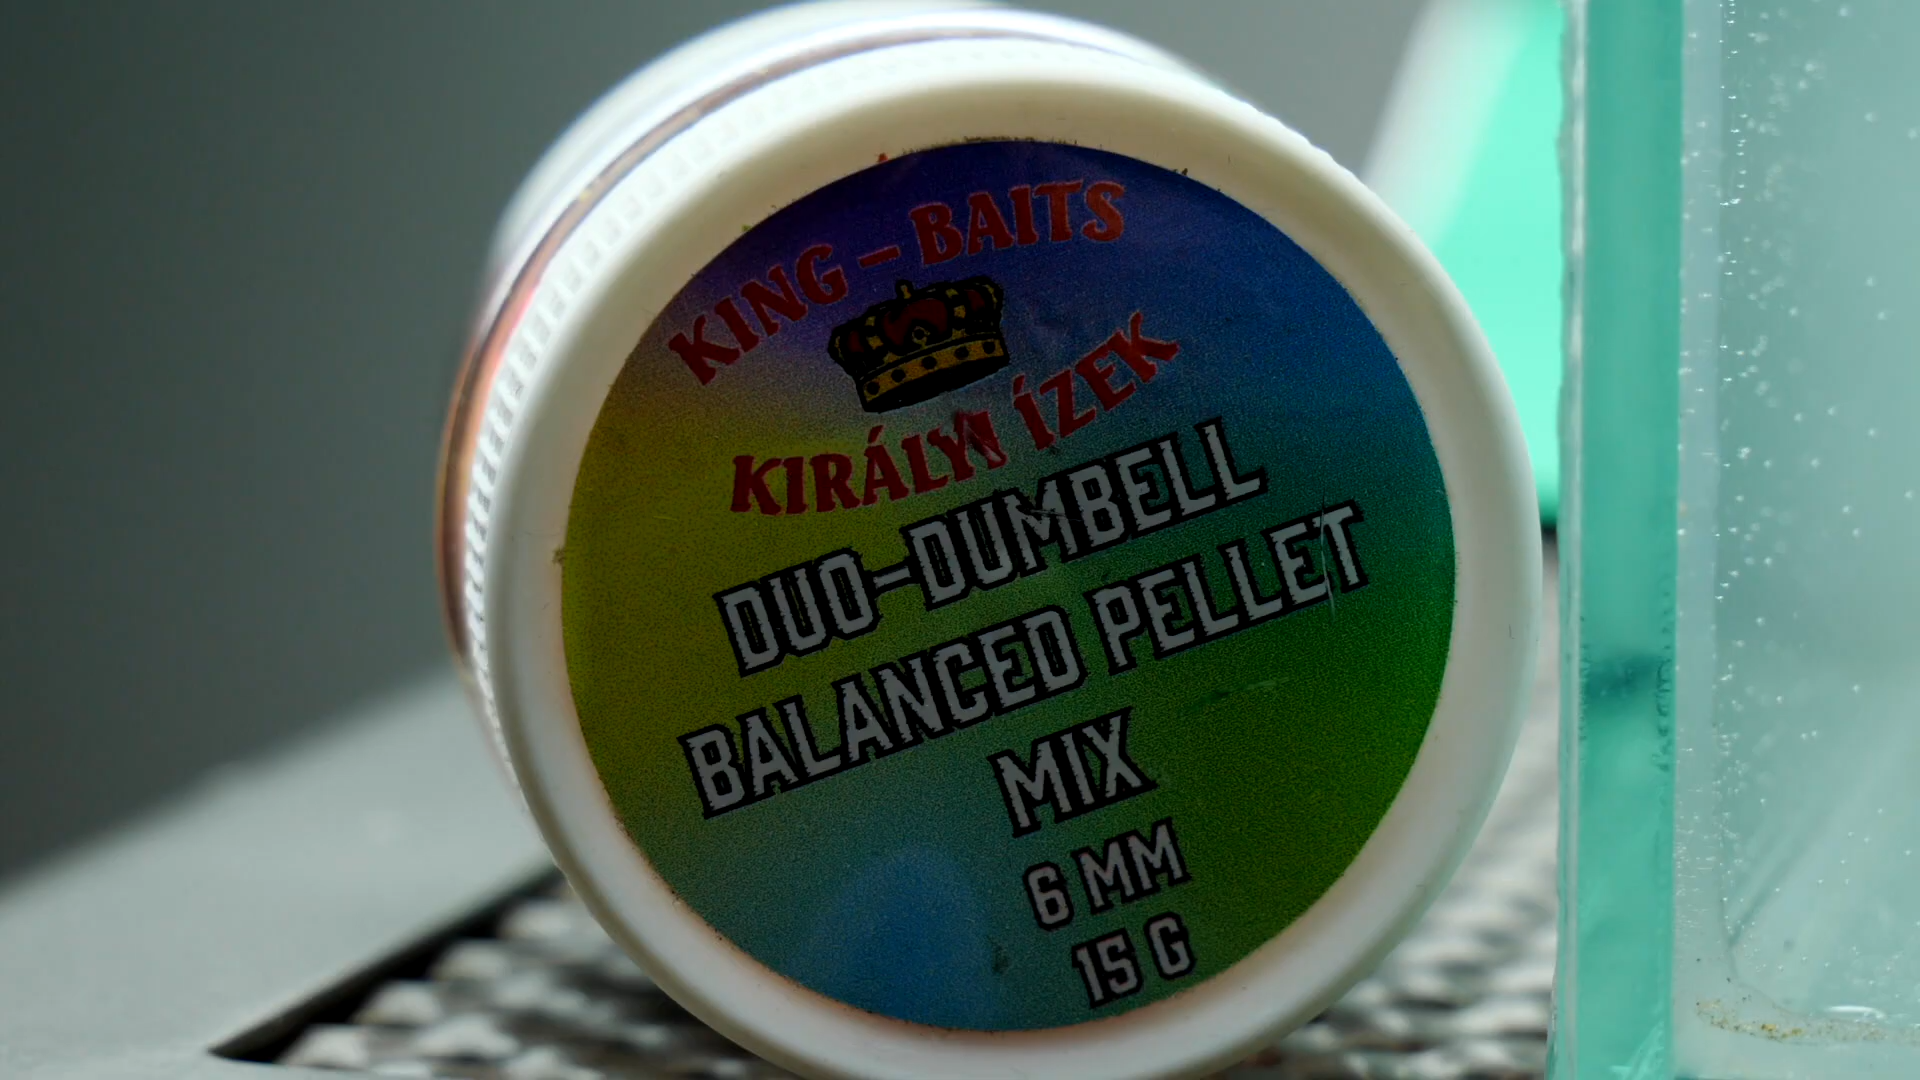 KING-BAITS
KIRÁLYI ÍZEK
DUO-DUMBELL
BALANCED PELLET
MIX
6 MM
15 G